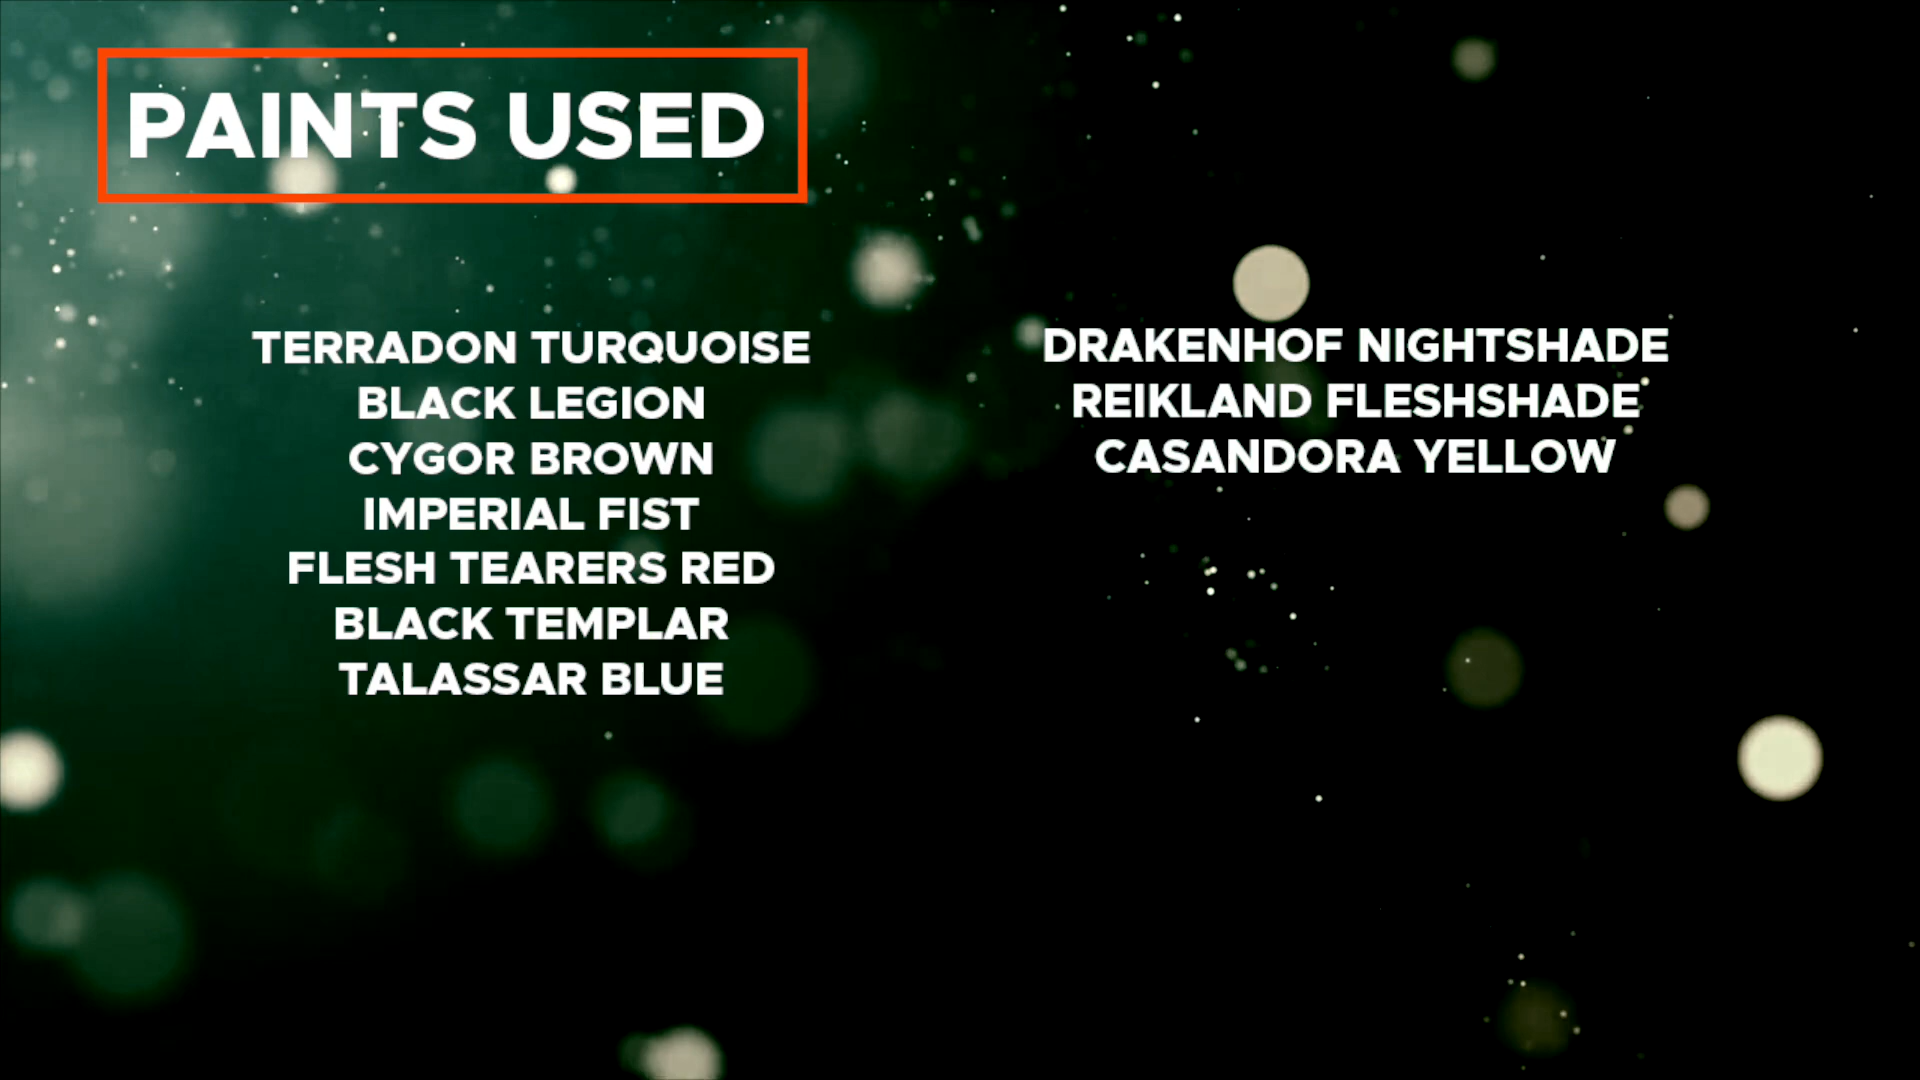 PAINTS USED
TERRADON TURQUOISE
BLACK LEGION
CYGOR BROWN
IMPERIAL FIST
FLESH TEARERS RED
BLACK TEMPLAR
TALASSAR BLUE
DRAKENHOF NIGHTSHADE
REIKLAND FLESHSHADE
CASANDORA YELLOW